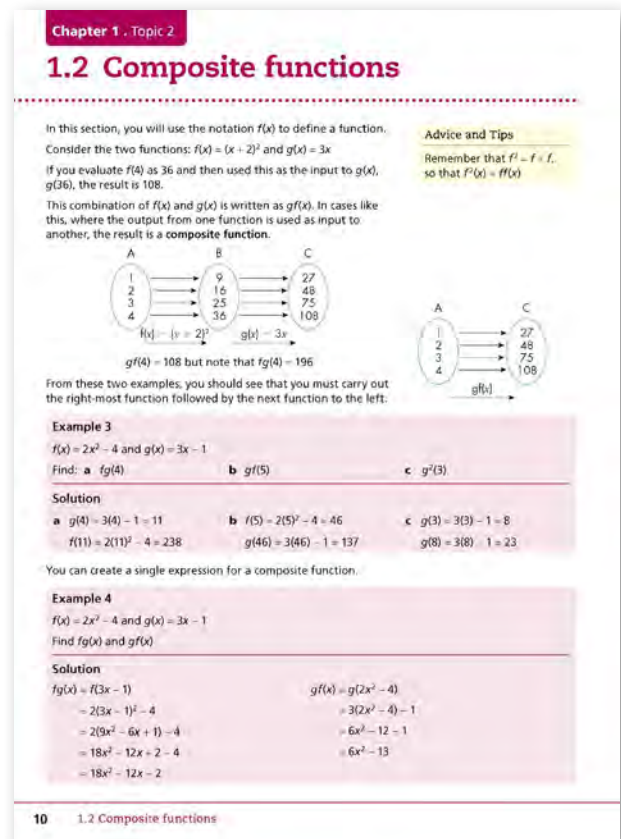 Chapter 1 . Topic 2
1.2 Composite functions
In this section, you will use the notation f(x) to define a function.
Consider the two functions: f(x) = (x + 2)² and g(x) = 3x
If you evaluate f(4) as 36 and then used this as the input to g(x),
g(36), the result is 108.
This combination of f(x) and g(x) is written as gf(x). In cases like
this, where the output from one function is used as input to
another, the result is a composite function.
Advice and Tips
Remember that f² = f × f,
so that f²(x) = ff(x)
A B C
1 9 27
2 16 48
3 25 75
4 36 108
f(x) = (x + 2)² g(x) = 3x
gf(4) = 108 but note that fg(4) = 196
From these two examples, you should see that you must carry out
the right-most function followed by the next function to the left.
A C
1 27
2 48
3 75
4 108
gf(x)
Example 3
f(x) = 2x² – 4 and g(x) = 3x – 1
Find: a fg(4) b gf(5) c g²(3)
Solution
a g(4) = 3(4) – 1 = 11 b f(5) = 2(5)² – 4 = 46 c g(3) = 3(3) – 1 = 8
f(11) = 2(11)² – 4 = 238 g(46) = 3(46) – 1 = 137 g(8) = 3(8) – 1 = 23
You can create a single expression for a composite function.
Example 4
f(x) = 2x² – 4 and g(x) = 3x – 1
Find fg(x) and gf(x)
Solution
fg(x) = f(3x – 1) gf(x) = g(2x² – 4)
= 2(3x – 1)² – 4 = 3(2x² – 4) – 1
= 2(9x² – 6x + 1) – 4 = 6x² – 12 – 1
= 18x² – 12x + 2 – 4 = 6x² – 13
= 18x² – 12x – 2
10 1.2 Composite functions